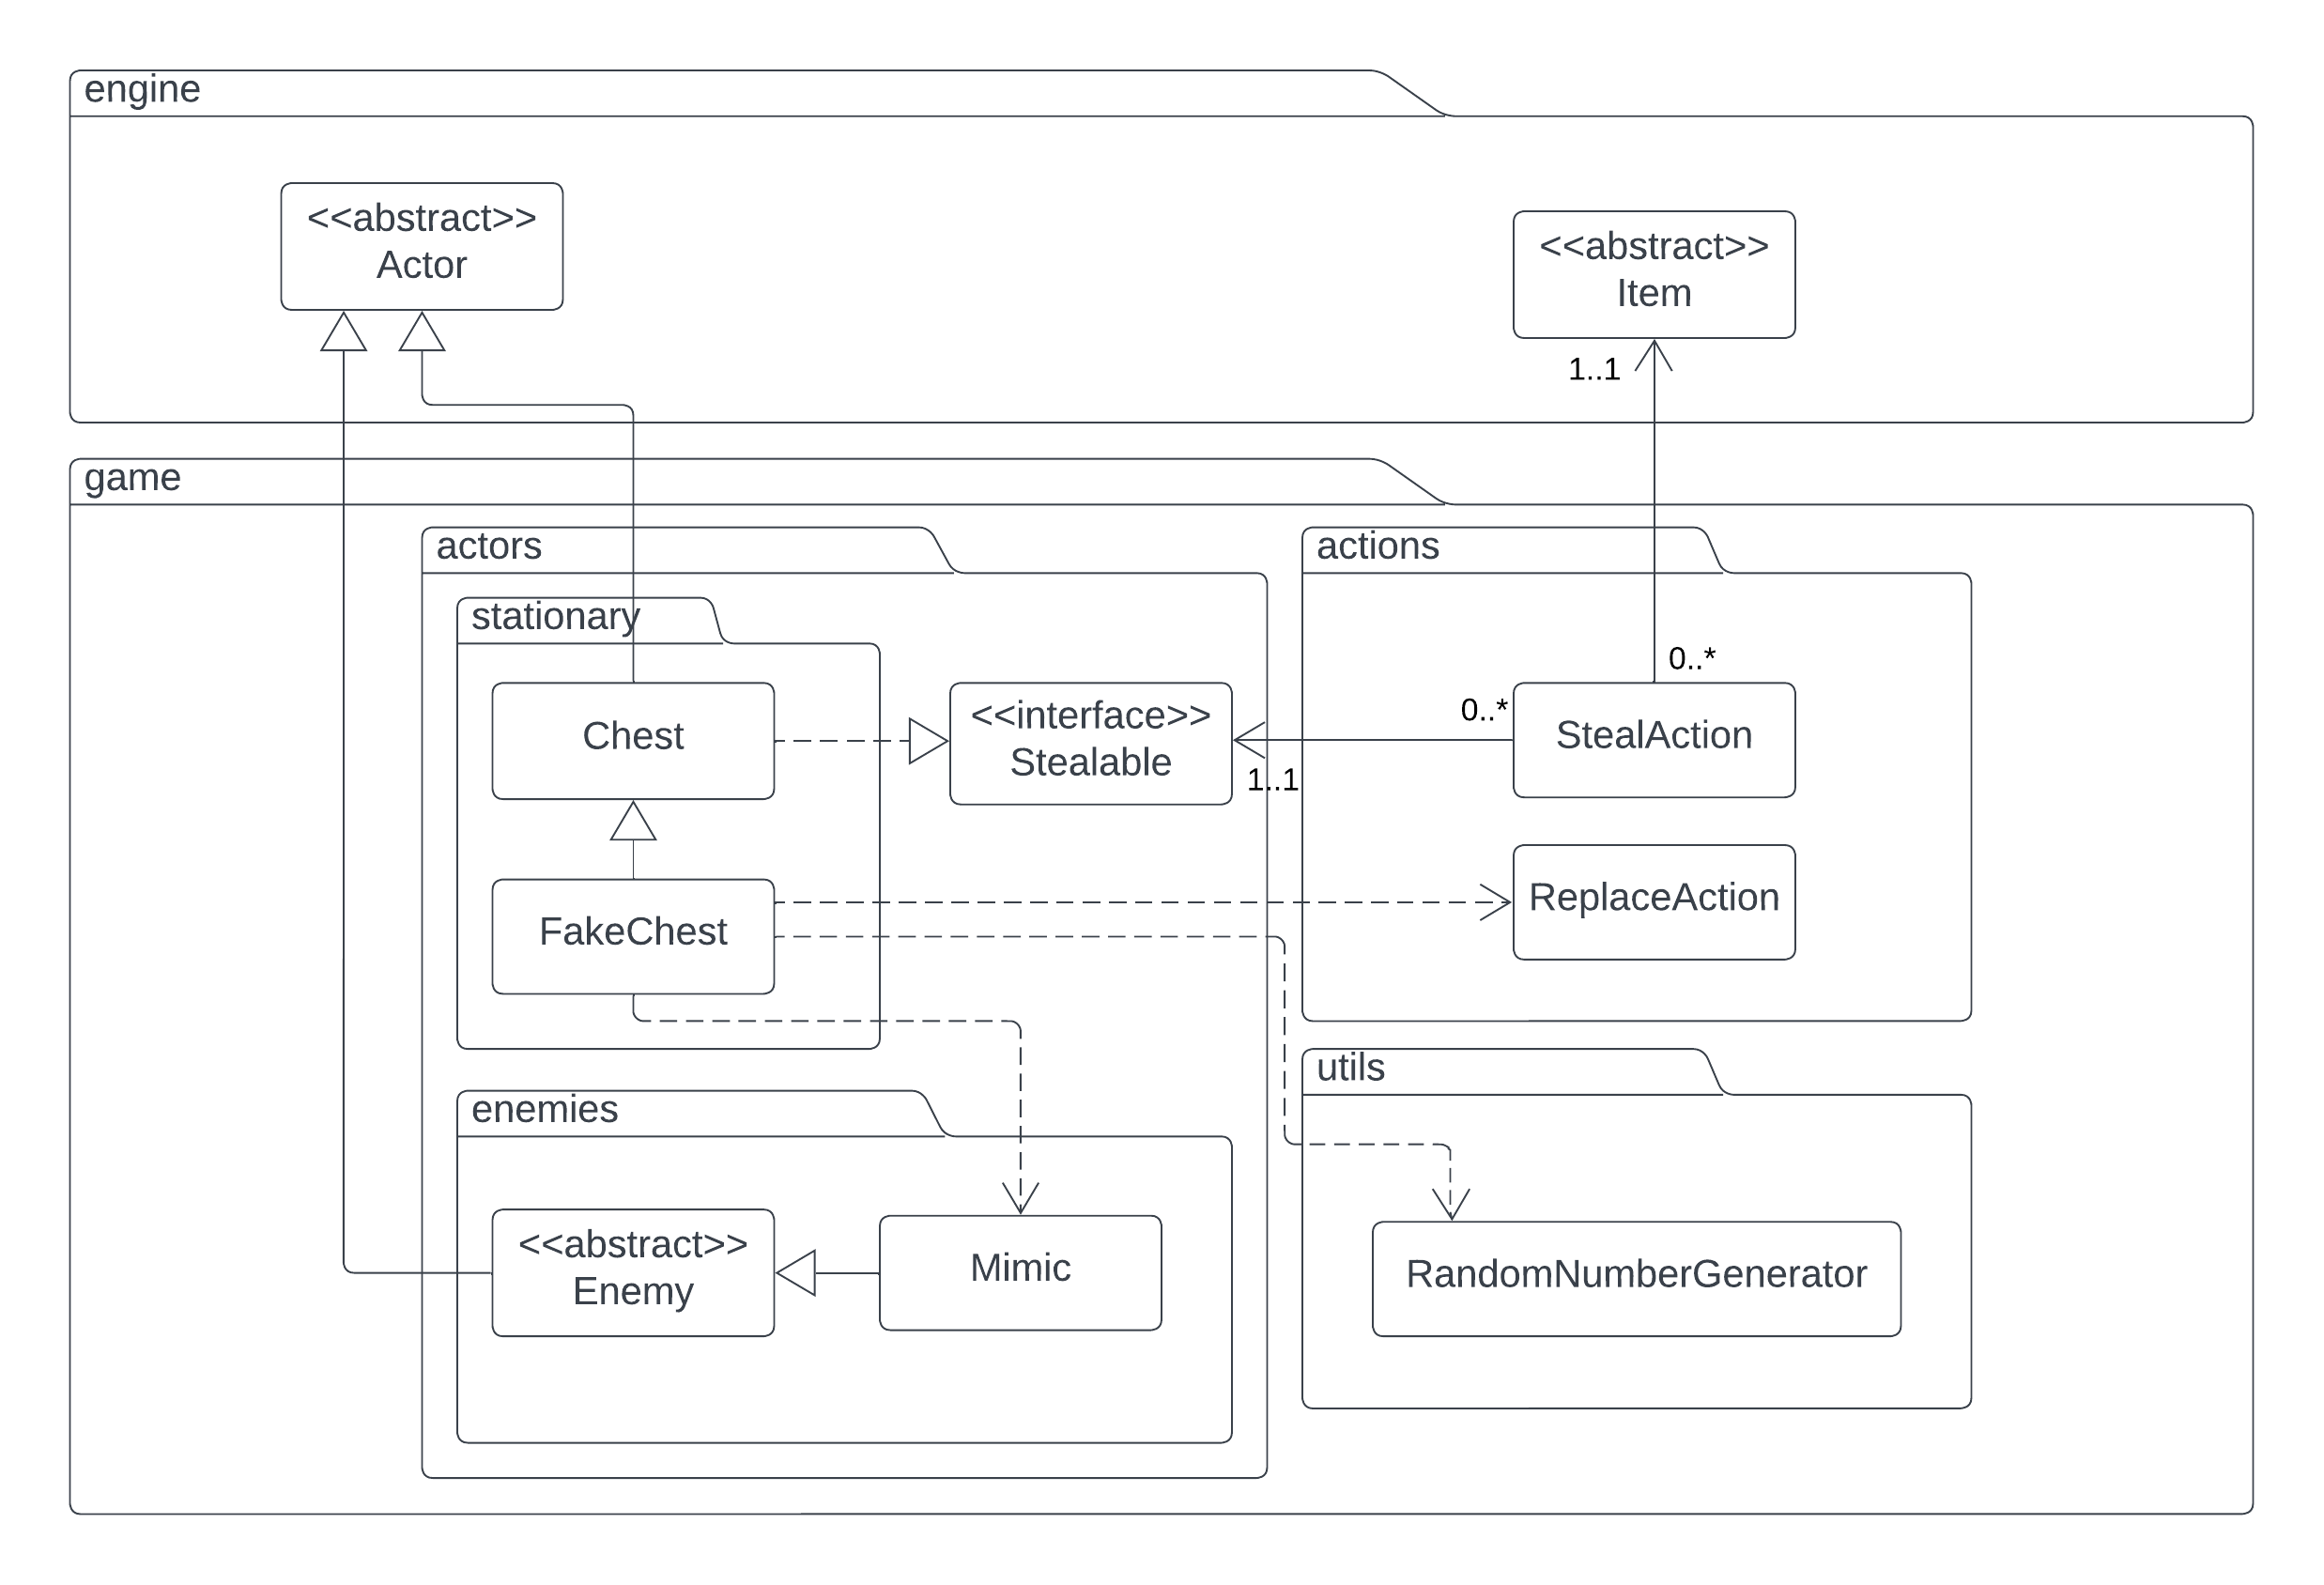 engine
<<abstract>>
Actor
<<abstract>>
Item
1..1
game
actors
actions
stationary
0..*
Chest
<<interface>>
Stealable
0..*
StealAction
1..1
FakeChest
ReplaceAction
utils
enemies
<<abstract>>
Enemy
Mimic
RandomNumberGenerator